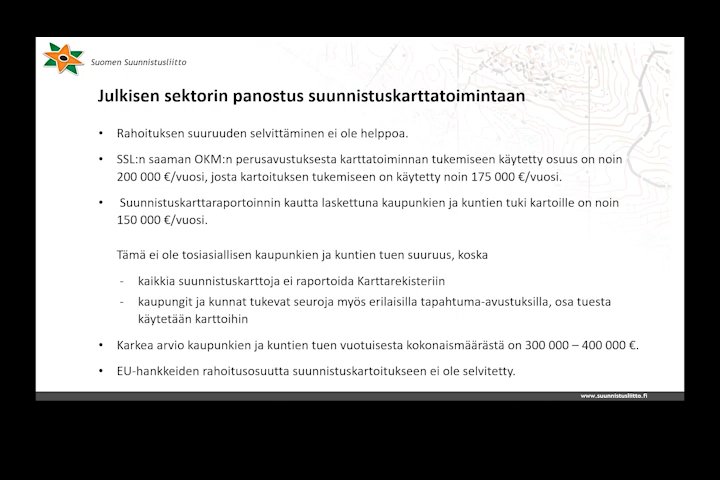 Suomen Suunnistusliitto
Julkisen sektorin panostus suunnistuskarttatoimintaan
• Rahoituksen suuruuden selvittäminen ei ole helppoa.
• SSL:n saaman OKM:n perusavustuksesta karttatoiminnan tukemiseen käytetty osuus on noin
200 000 €/vuosi, josta kartoituksen tukemiseen on käytetty noin 175 000 €/vuosi.
• Suunnistuskarttaraportoinnin kautta laskettuna kaupunkien ja kuntien tuki kartoille on noin
150 000 €/vuosi.
Tämä ei ole tosiasiallisen kaupunkien ja kuntien tuen suuruus, koska
- kaikkia suunnistuskarttoja ei raportoida Karttarekisteriin
- kaupungit ja kunnat tukevat seuroja myös erilaisilla tapahtuma-avustuksilla, osa tuesta
käytetään karttoihin
• Karkea arvio kaupunkien ja kuntien tuen vuotuisesta kokonaismäärästä on 300 000 – 400 000 €.
• EU-hankkeiden rahoitusosuutta suunnistuskartoitukseen ei ole selvitetty.
www.suunnistusliitto.fi